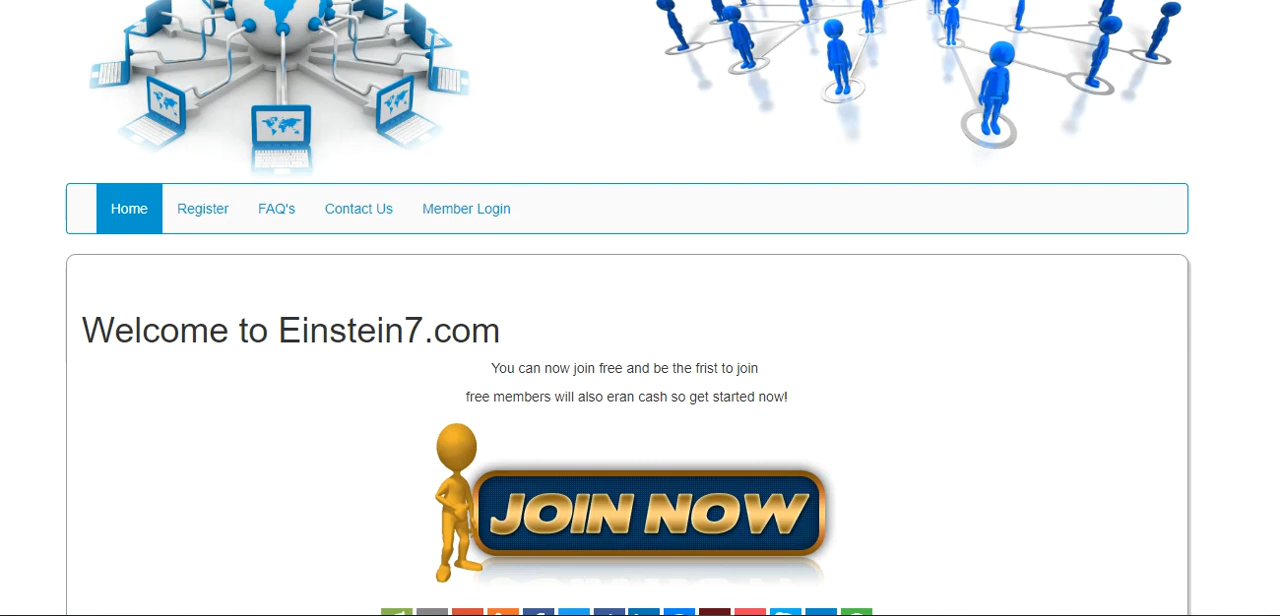 Home Register FAQ's Contact Us Member Login
Welcome to Einstein7.com
You can now join free and be the frist to join
free members will also eran cash so get started now!
JOIN NOW